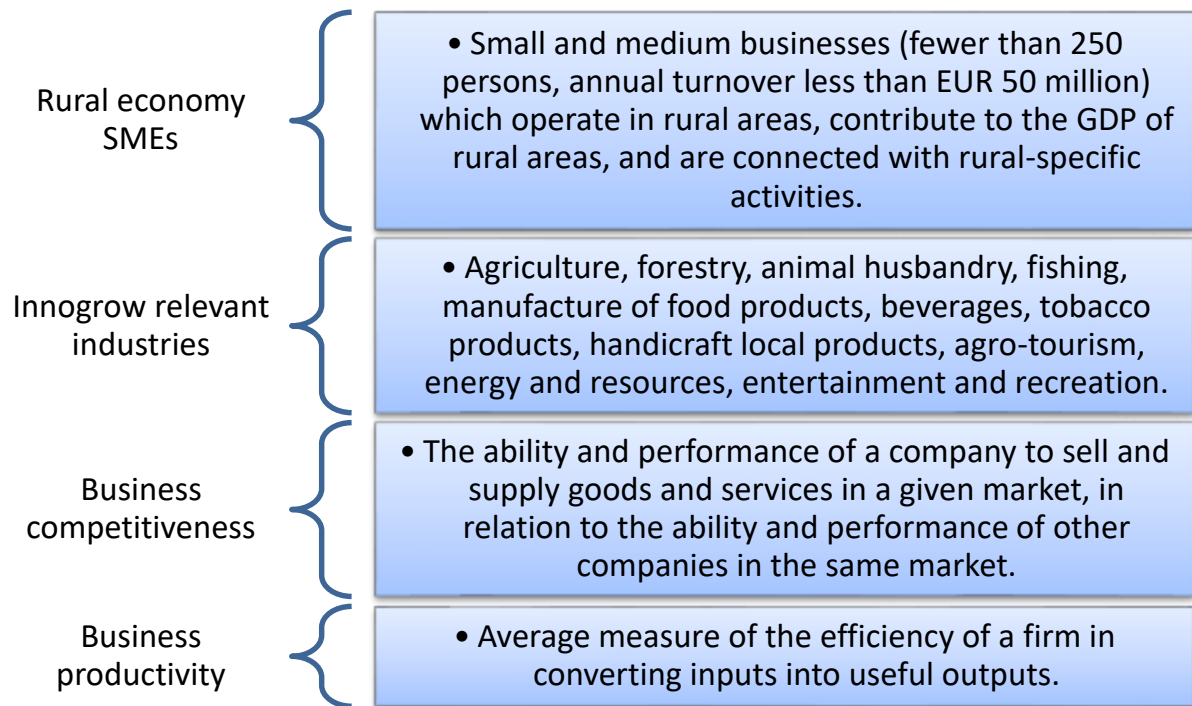 Rural economy
SMEs
• Small and medium businesses (fewer than 250
persons, annual turnover less than EUR 50 million)
which operate in rural areas, contribute to the GDP of
rural areas, and are connected with rural-specific
activities.
Innogrow relevant
industries
• Agriculture, forestry, animal husbandry, fishing,
manufacture of food products, beverages, tobacco
products, handicraft local products, agro-tourism,
energy and resources, entertainment and recreation.
Business
competitiveness
• The ability and performance of a company to sell and
supply goods and services in a given market, in
relation to the ability and performance of other
companies in the same market.
Business
productivity
• Average measure of the efficiency of a firm in
converting inputs into useful outputs.